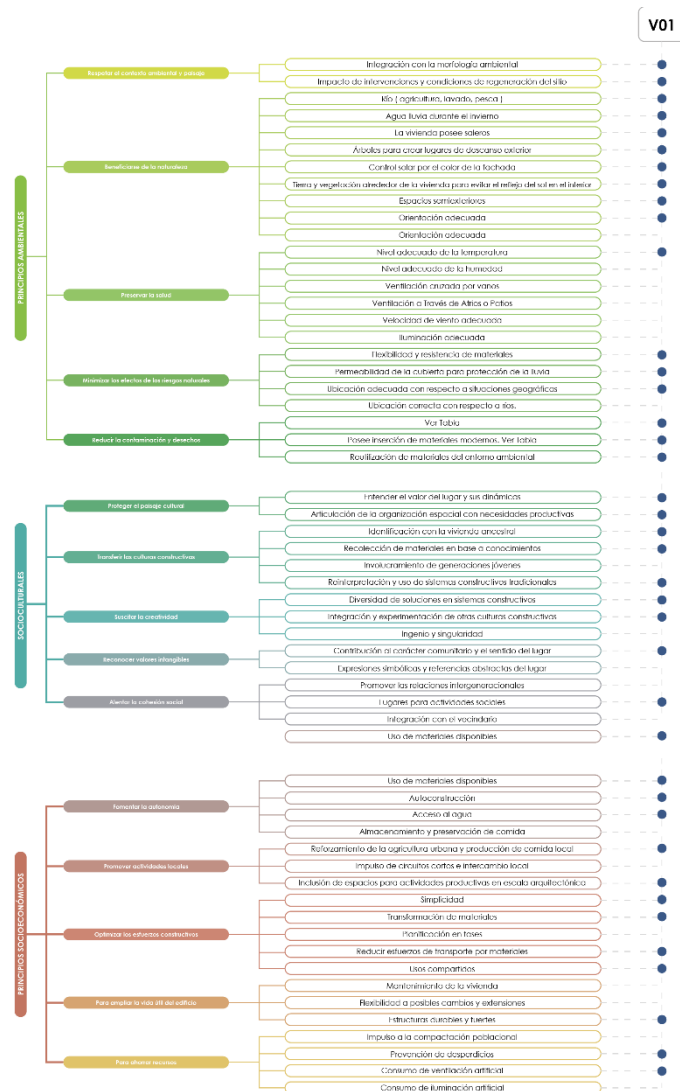 V01
PRINCIPIOS AMBIENTALES
Respetar el contexto ambiental y paisaje
Integración con la morfología ambiental
Impacto de intervenciones y condiciones de regeneración del sitio
Beneficiarse de la naturaleza
Río ( agricultura, lavado, pesca )
Agua lluvia durante el invierno
La vivienda posee saleros
Árboles para crear lugares de descanso exterior
Control solar por el color de la fachada
Tierra y vegetación alrededor de la vivienda para evitar el reflejo del sol en el interior
Espacios semiexteriores
Orientación adecuada
Orientación adecuada
Preservar la salud
Nivel adecuado de la temperatura
Nivel adecuado de la humedad
Ventilación cruzada por vanos
Ventilación a Través de Atrios o Patios
Velocidad de viento adecuada
Iluminación adecuada
Minimizar los efectos de los riesgos naturales
Flexibilidad y resistencia de materiales
Permeabilidad de la cubierta para protección de la lluvia
Ubicación adecuada con respecto a situaciones geográficas
Ubicación correcta con respecto a ríos.
Reducir la contaminación y desechos
Ver Tabla
Posee inserción de materiales modernos. Ver Tabla
Reutilización de materiales del entorno ambiental
SOCIOCULTURALES
Proteger el paisaje cultural
Entender el valor del lugar y sus dinámicas
Articulación de la organización espacial con necesidades productivas
Transferir las culturas constructivas
Identificación con la vivienda ancestral
Recolección de materiales en base a conocimientos
Involucramiento de generaciones jóvenes
Reinterpretación y uso de sistemas constructivos tradicionales
Suscitar la creatividad
Diversidad de soluciones en sistemas constructivos
Integración y experimentación de otras culturas constructivas
Ingenio y singularidad
Reconocer valores intangibles
Contribución al carácter comunitario y el sentido del lugar
Expresiones simbólicas y referencias abstractas del lugar
Alentar la cohesión social
Promover las relaciones intergeneracionales
Lugares para actividades sociales
Integración con el vecindario
Uso de materiales disponibles
PRINCIPIOS SOCIOECONÓMICOS
Fomentar la autonomía
Uso de materiales disponibles
Autoconstrucción
Acceso al agua
Almacenamiento y preservación de comida
Promover actividades locales
Reforzamiento de la agricultura urbana y producción de comida local
Impulso de circuitos cortos e intercambio local
Inclusión de espacios para actividades productivas en escala arquitectónica
Optimizar los esfuerzos constructivos
Simplicidad
Transformación de materiales
Planificación en fases
Reducir esfuerzos de transporte por materiales
Usos compartidos
Para ampliar la vida útil del edificio
Mantenimiento de la vivienda
Flexibilidad a posibles cambios y extensiones
Estructuras durables y fuertes
Para ahorrar recursos
Impulso a la compactación poblacional
Prevención de desperdicios
Consumo de ventilación artificial
Consumo de iluminación artificial